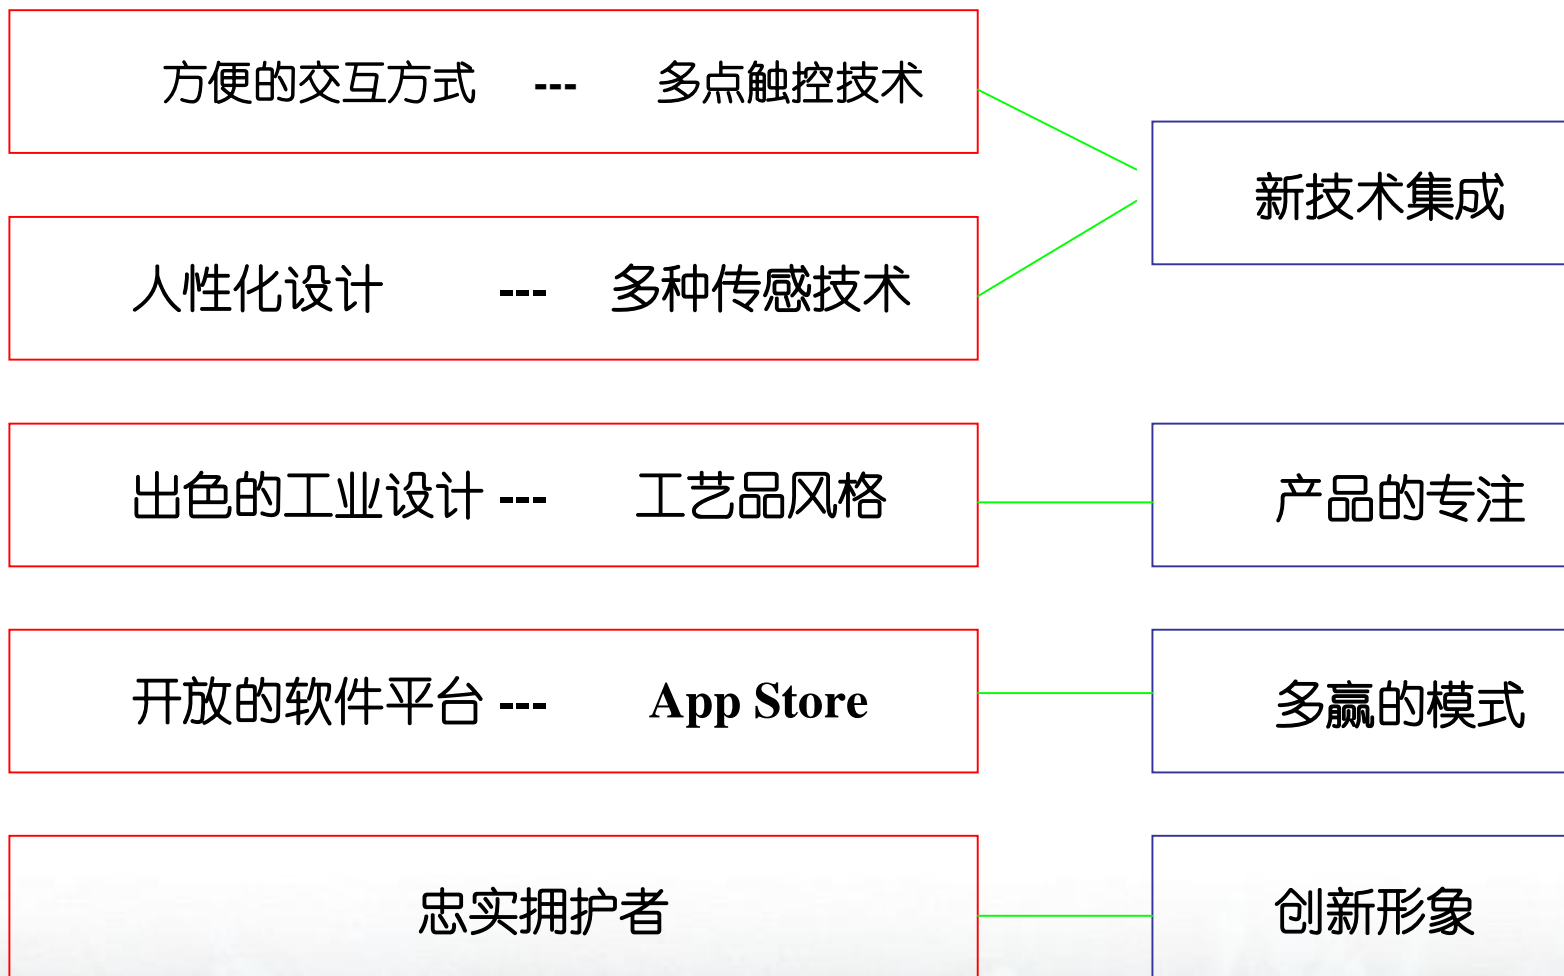 方便的交互方式 --- 多点触控技术
新技术集成
人性化设计 --- 多种传感技术
出色的工业设计 --- 工艺品风格
产品的专注
开放的软件平台 --- App Store
多赢的模式
忠实拥护者
创新形象